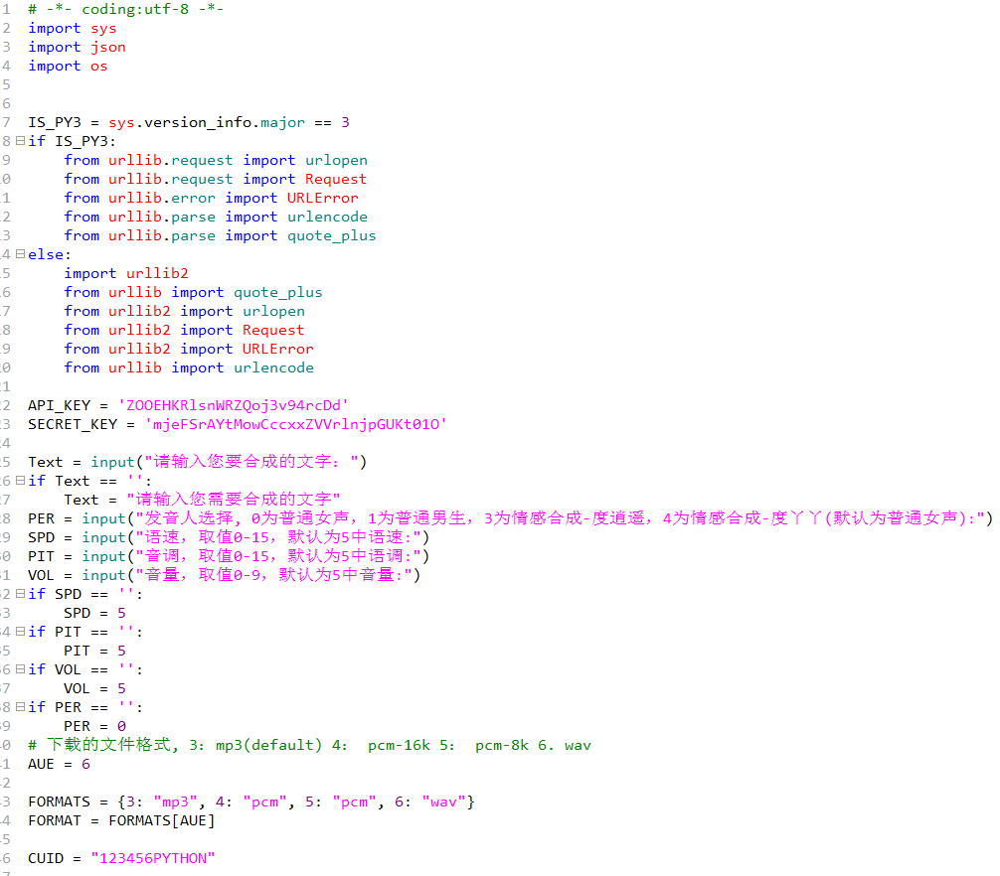 1 # -*- coding:utf-8 -*-
2 import sys
3 import json
4 import os
5
6
7 IS_PY3 = sys.version_info.major == 3
8 if IS_PY3:
9     from urllib.request import urlopen
    from urllib.request import Request
    from urllib.error import URLError
    from urllib.parse import urlencode
    from urllib.parse import quote_plus
else:
    import urllib2
    from urllib import quote_plus
    from urllib2 import urlopen
    from urllib2 import Request
    from urllib2 import URLError
    from urllib import urlencode
API_KEY = 'ZOOEHKRlsnWRZQoj3v94rcDd'
SECRET_KEY = 'mjeFSrAYtMowCccxxZVVrlnjpGUKt01O'
Text = input("请输入您要合成的文字：")
if Text == '':
    Text = "请输入您需要合成的文字"
PER = input("发音人选择, 0为普通女声，1为普通男生，3为情感合成-度逍遥，4为情感合成-度丫丫(默认为普通女声):")
SPD = input("语速，取值0-15，默认为5中语速:")
PIT = input("音调，取值0-15，默认为5中语调:")
VOL = input("音量，取值0-9，默认为5中音量:")
if SPD == '':
    SPD = 5
if PIT == '':
    PIT = 5
if VOL == '':
    VOL = 5
if PER == '':
    PER = 0
# 下载的文件格式, 3：mp3(default) 4： pcm-16k 5： pcm-8k 6. wav
AUE = 6
FORMATS = {3: "mp3", 4: "pcm", 5: "pcm", 6: "wav"}
FORMAT = FORMATS[AUE]
CUID = "123456PYTHON"